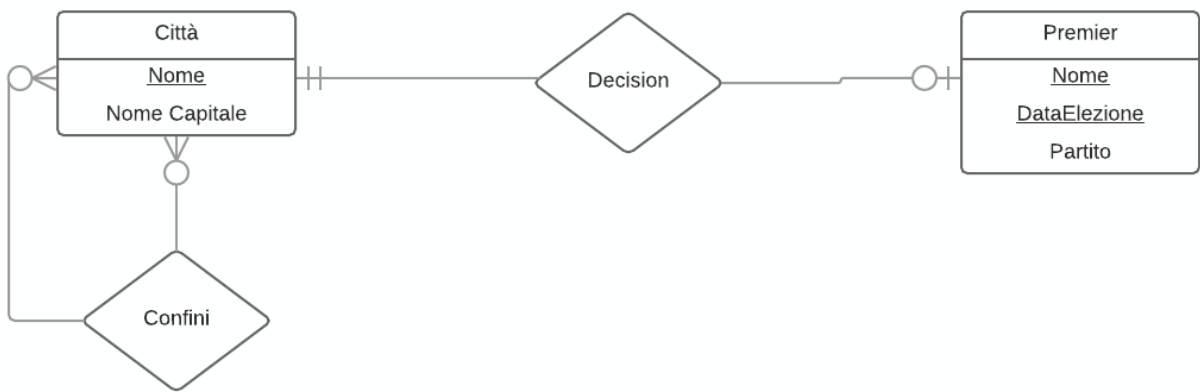 Città
Nome
Nome Capitale
Decision
Premier
Nome
DataElezione
Partito
Confini